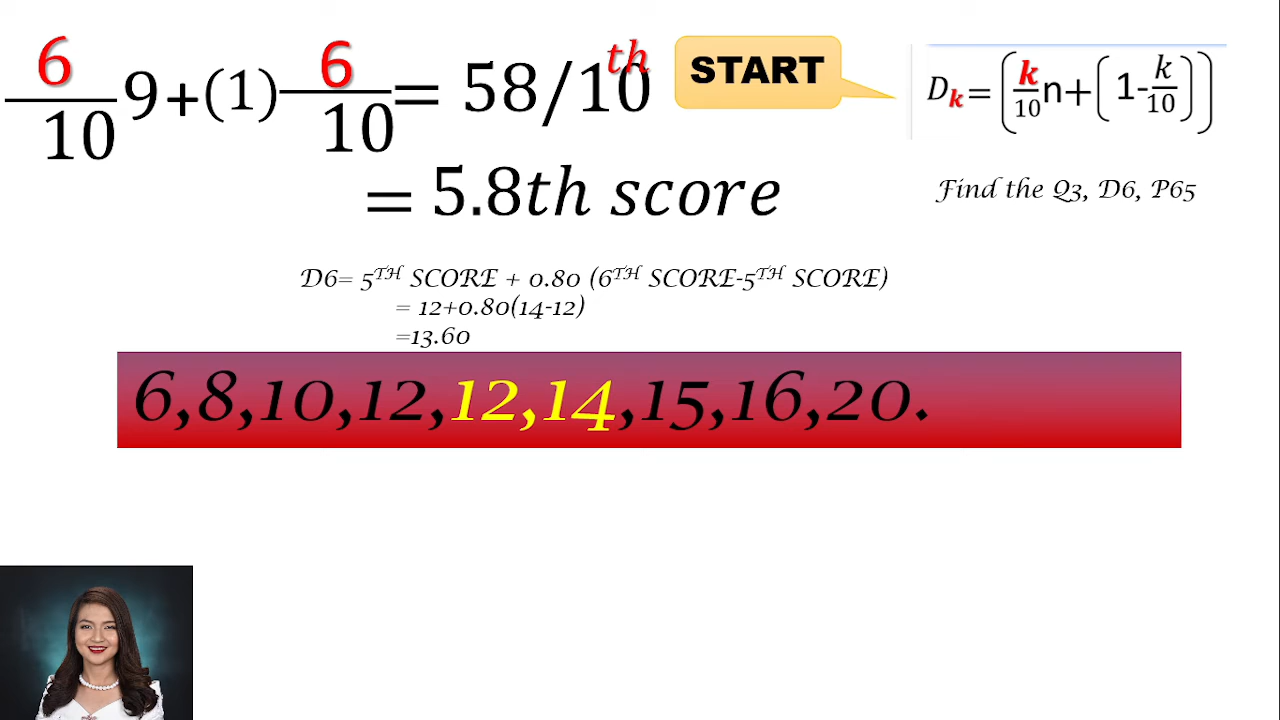 6/10 9+(1) 6/10 = 58/10th
= 5.8th score
START
Dk= (k/10 n+(1-k/10))
Find the Q3, D6, P65
D6= 5TH SCORE + 0.80 (6TH SCORE-5TH SCORE)
= 12+0.80(14-12)
=13.60
6,8,10,12,12,14,15,16,20.